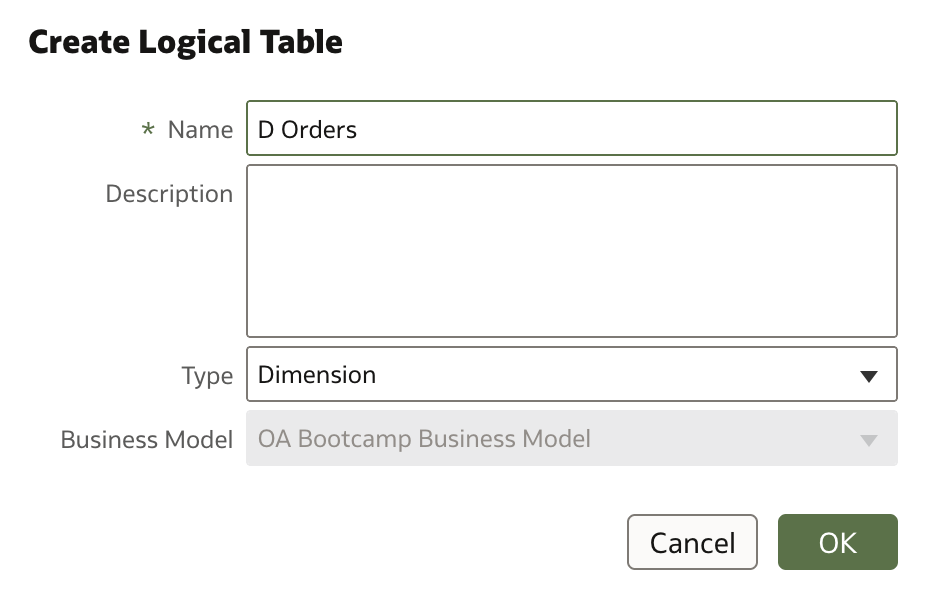 Create Logical Table
* Name D Orders
Description
Type Dimension
Business Model OA Bootcamp Business Model
Cancel OK